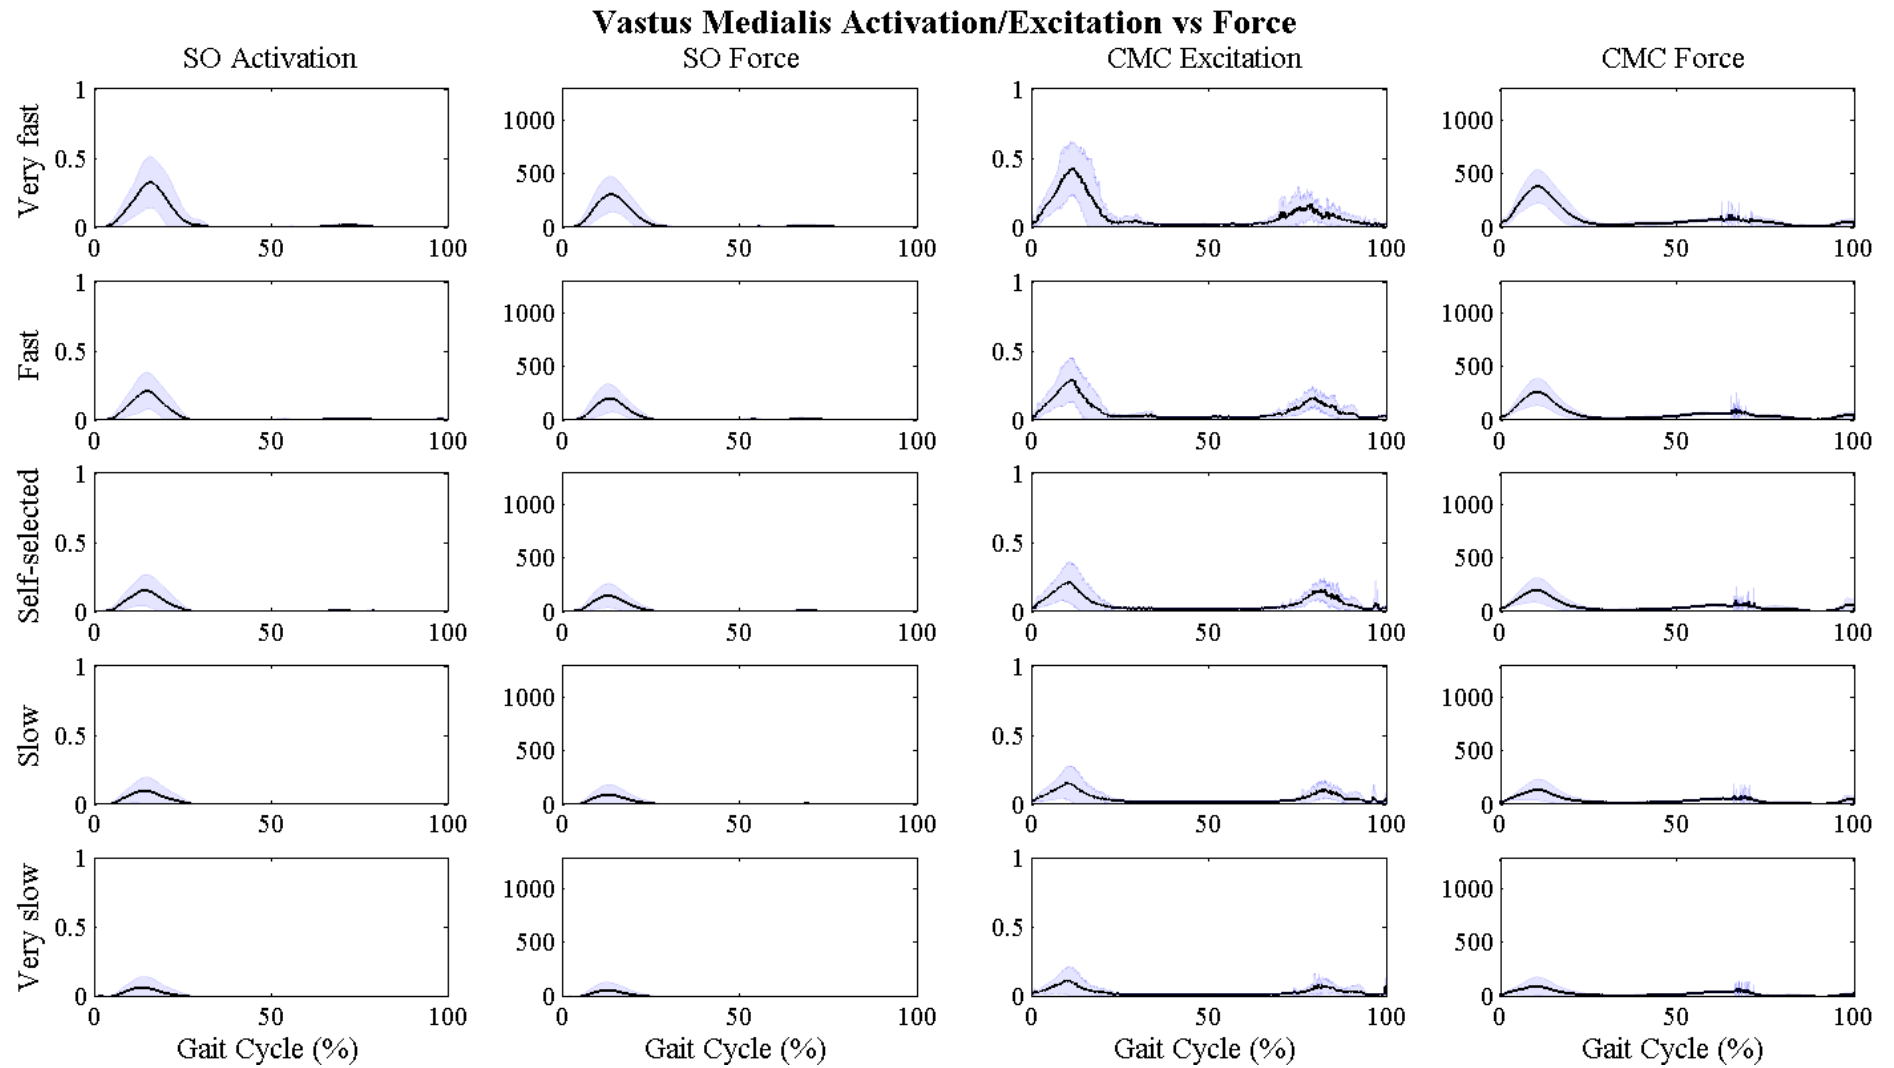 Vastus Medialis Activation/Excitation vs Force
SO Activation SO Force CMC Excitation CMC Force
Very fast
1 0.5 0 1000 500 0 1 0.5 0 1000 500 0
0 50 100 0 50 100 0 50 100 0 50 100
Fast
1 0.5 0 1000 500 0 1 0.5 0 1000 500 0
0 50 100 0 50 100 0 50 100 0 50 100
Self-selected
1 0.5 0 1000 500 0 1 0.5 0 1000 500 0
0 50 100 0 50 100 0 50 100 0 50 100
Slow
1 0.5 0 1000 500 0 1 0.5 0 1000 500 0
0 50 100 0 50 100 0 50 100 0 50 100
Very slow
1 0.5 0 1000 500 0 1 0.5 0 1000 500 0
0 50 100 0 50 100 0 50 100 0 50 100
Gait Cycle (%) Gait Cycle (%) Gait Cycle (%) Gait Cycle (%)